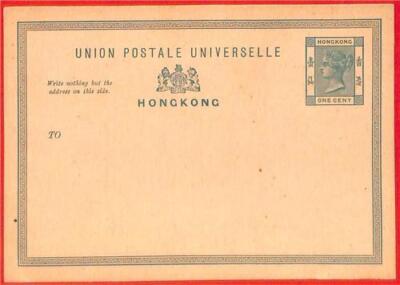 UNION POSTALE UNIVERSELLE
HONGKONG
Write nothing but the
address on this side.
HONGKONG
ONE CENT
TO